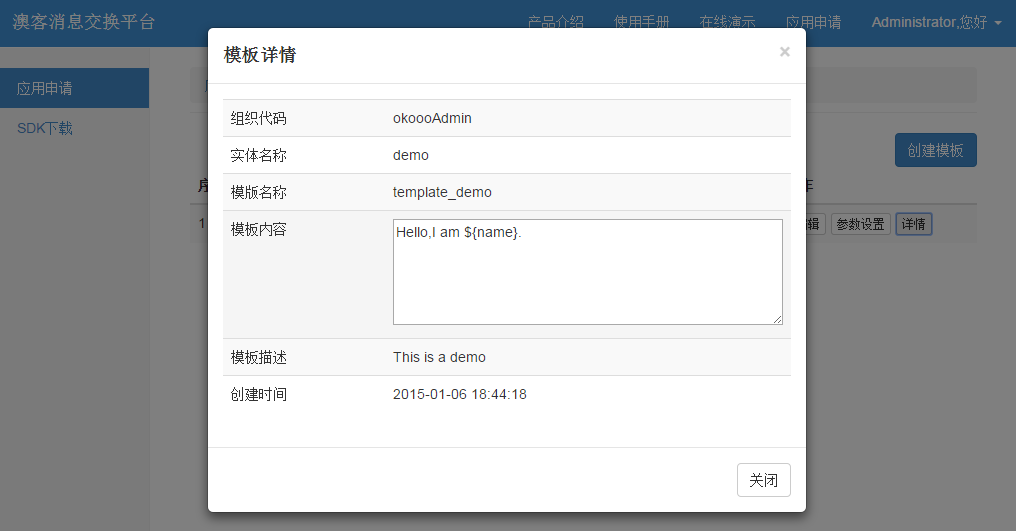 澳客消息交换平台
产品介绍 使用手册 在线演示 应用申请 Administrator,您好
模板详情
×
应用申请
SDK下载
组织代码 okoooAdmin
实体名称 demo
模版名称 template_demo
模板内容 Hello,I am ${name}.
模板描述 This is a demo
创建时间 2015-01-06 18:44:18
关闭
创建模板
1
参数设置 详情